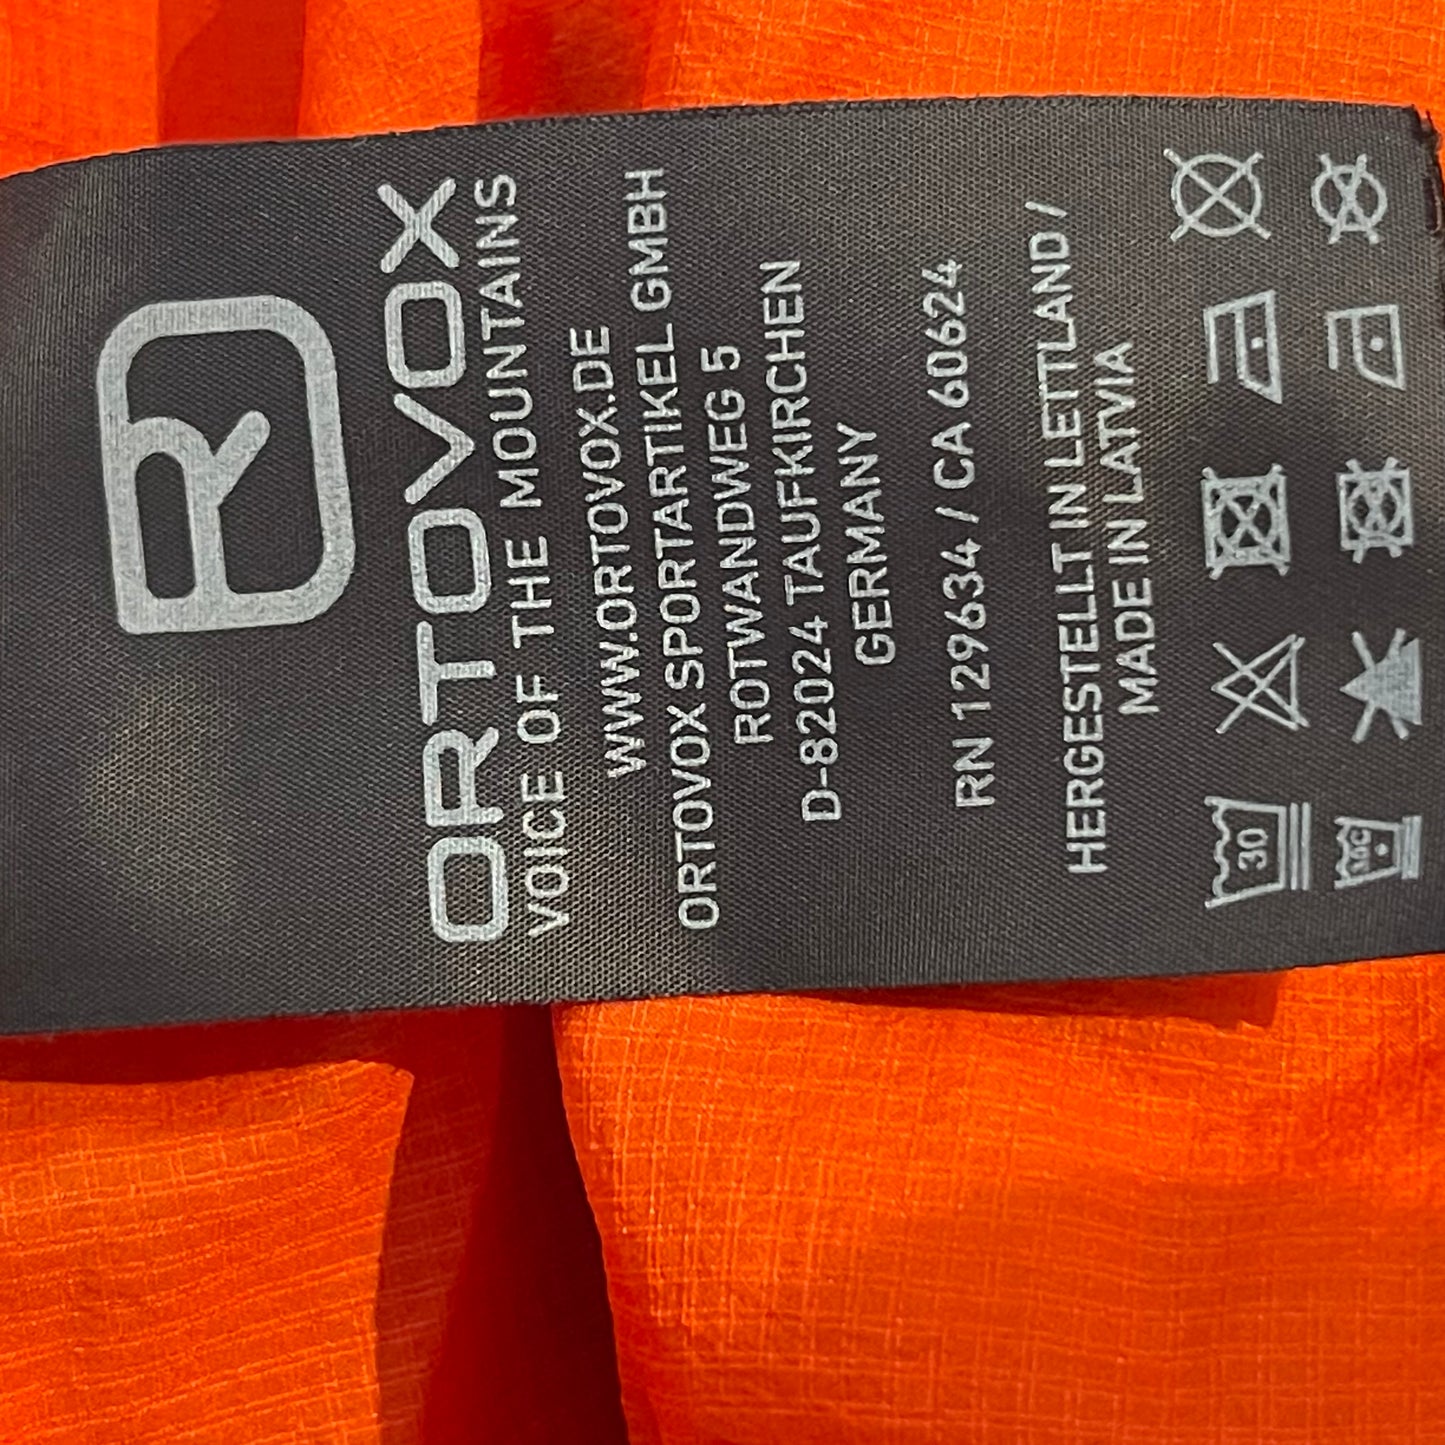 ORTOVOX
VOICE OF THE MOUNTAINS
WWW.ORTOVOX.DE
ORTOVOX SPORTARTIKEL GMBH
ROTWANDWEG 5
D-82024 TAUFKIRCHEN
GERMANY
RN 129634 / CA 60624
HERGESTELLT IN LETTLAND /
MADE IN LATVIA
30